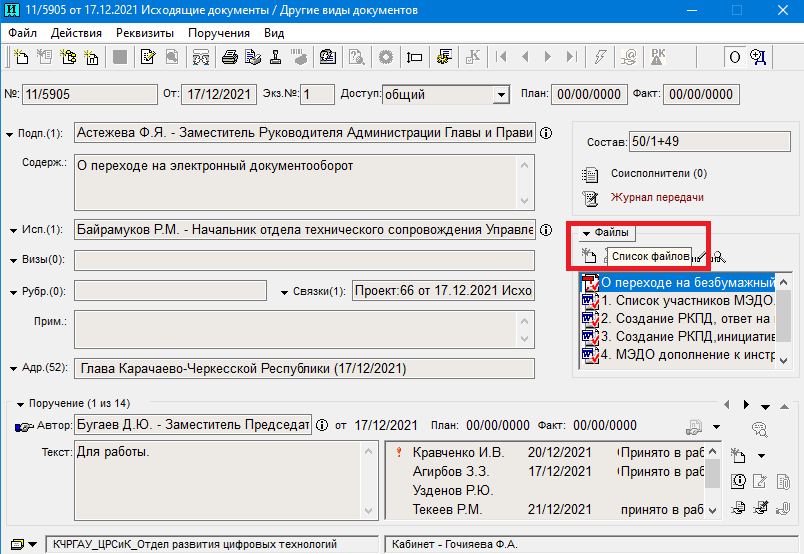 11/5905 от 17.12.2021 Исходящие документы / Другие виды документов
Файл Действия Реквизиты Поручения Вид
РК О Д
№: 11/5905 От: 17/12/2021 Экз.№: 1 Доступ: общий План: 00/00/0000 Факт: 00/00/0000
Подп.(1): Астежева Ф.Я. - Заместитель Руководителя Администрации Главы и Прави
Содерж.: О переходе на электронный документооборот
Состав: 50/1+49
Соисполнители (0)
Журнал передачи
Исп.(1): Байрамуков Р.М. - Начальник отдела технического сопровождения Управле
Визы(0):
Рубр.(0): Связки(1): Проект:66 от 17.12.2021 Исхо
Прим.:
Адр.(52): Глава Карачаево-Черкесской Республики (17/12/2021)
Файлы
Список файлов
О переходе на безбумажный
1. Список участников МЭДО.
2. Создание РКПД, ответ на
3. Создание РКПД,инициатив
4. МЭДО дополнение к инстр
Поручение (1 из 14)
Автор: Бугаев Д.Ю. - Заместитель Председат от 17/12/2021 План: 00/00/0000 Факт: 00/00/0000
Текст: Для работы.
! Кравченко И.В. 20/12/2021 Принято в раб
Агирбов З.З. 17/12/2021 Принято в раб
Узденов Р.Ю.
Текеев Р.М. 21/12/2021 принято в раб
КЧРГАУ_ЦРСиК_Отдел развития цифровых технологий Кабинет - Гочияева Ф.А.